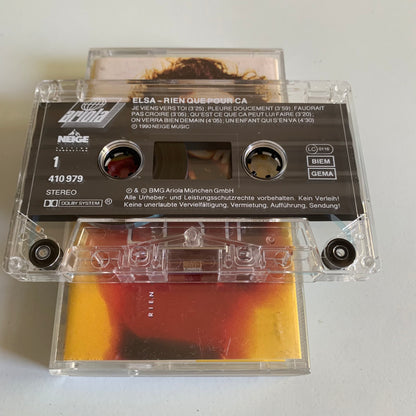 ariola
ELSA – RIEN QUE POUR CA
JE VIENS VERS TOI (3'25); PLEURE DOUCEMENT (3'59); FAUDRAIT
PAS CROIRE (3'05); QU'EST CE QUE CA PEUT LUI FAIRE (3'20);
ON VERRA BIEN DEMAIN (4'05); UN ENFANT QUI S'EN VA (4'30)
© 1990 NEIGE MUSIC
NEIGE
1
410 979
STEREO
DOLBY SYSTEM
LC 0116
BIEM
GEMA
℗ & © BMG Ariola München GmbH
Alle Urheber- und Leistungsschutzrechte vorbehalten. Kein Verleih!
Keine unerlaubte Vervielfältigung, Vermietung, Aufführung, Sendung!
RIEN